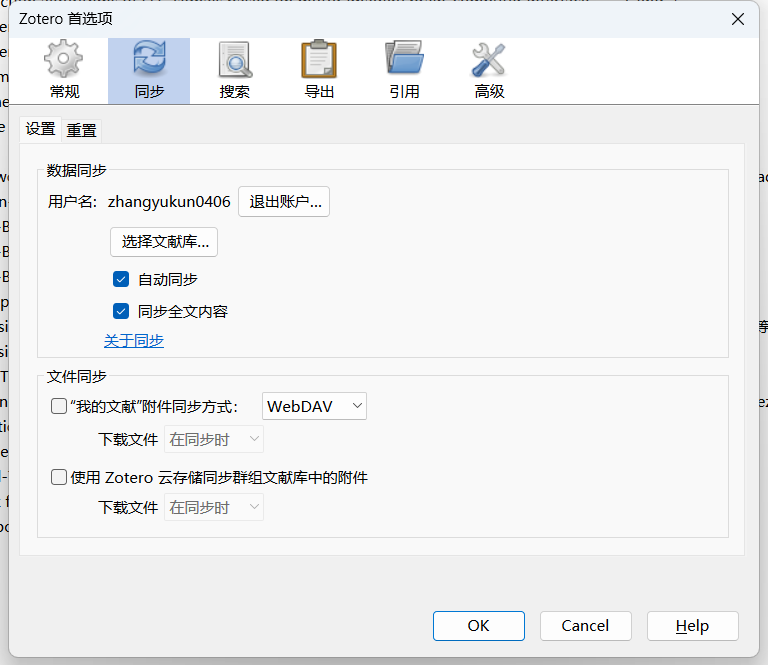 Zotero 首选项
常规 同步 搜索 导出 引用 高级
设置 重置
数据同步
用户名: zhangyukun0406 退出账户...
选择文献库...
自动同步
同步全文内容
关于同步
文件同步
“我的文献”附件同步方式: WebDAV
下载文件 在同步时
使用 Zotero 云存储同步群组文献库中的附件
下载文件 在同步时
OK Cancel Help